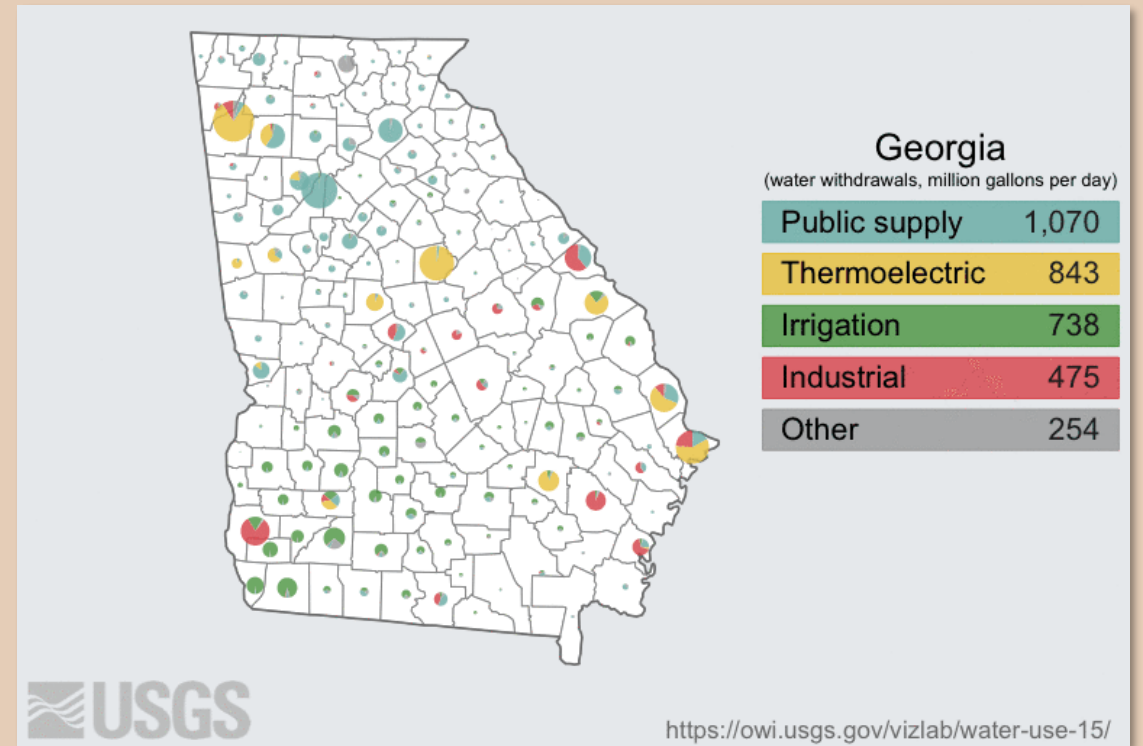 Georgia
(water withdrawals, million gallons per day)
Public supply 1,070
Thermoelectric 843
Irrigation 738
Industrial 475
Other 254
USGS
https://owi.usgs.gov/vizlab/water-use-15/